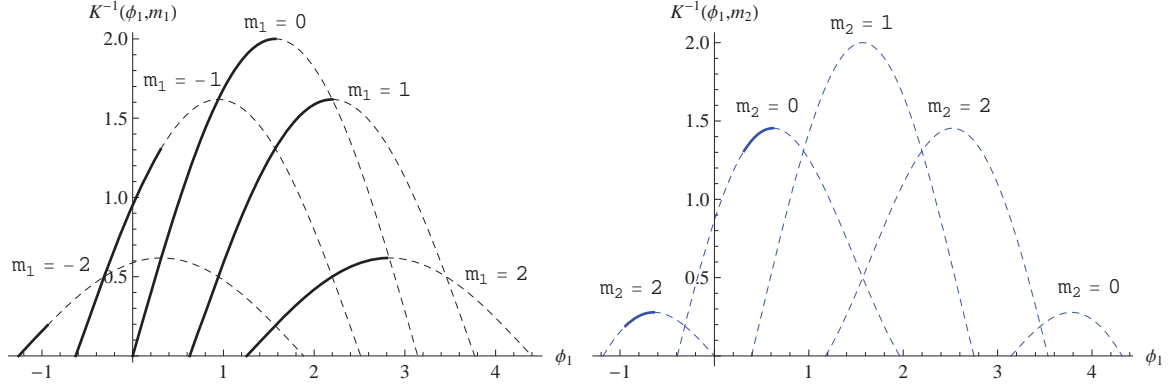 K⁻¹(ϕ₁,m₁)
m₁ = 0
2.0
m₁ = -1
m₁ = 1
1.5
1.0
m₁ = -2
0.5
m₁ = 2
−1
1
2
3
4
ϕ₁
K⁻¹(ϕ₁,m₂)
m₂ = 1
2.0
m₂ = 0
m₂ = 2
1.5
1.0
0.5
m₂ = 2
m₂ = 0
−1
1
2
3
4
ϕ₁